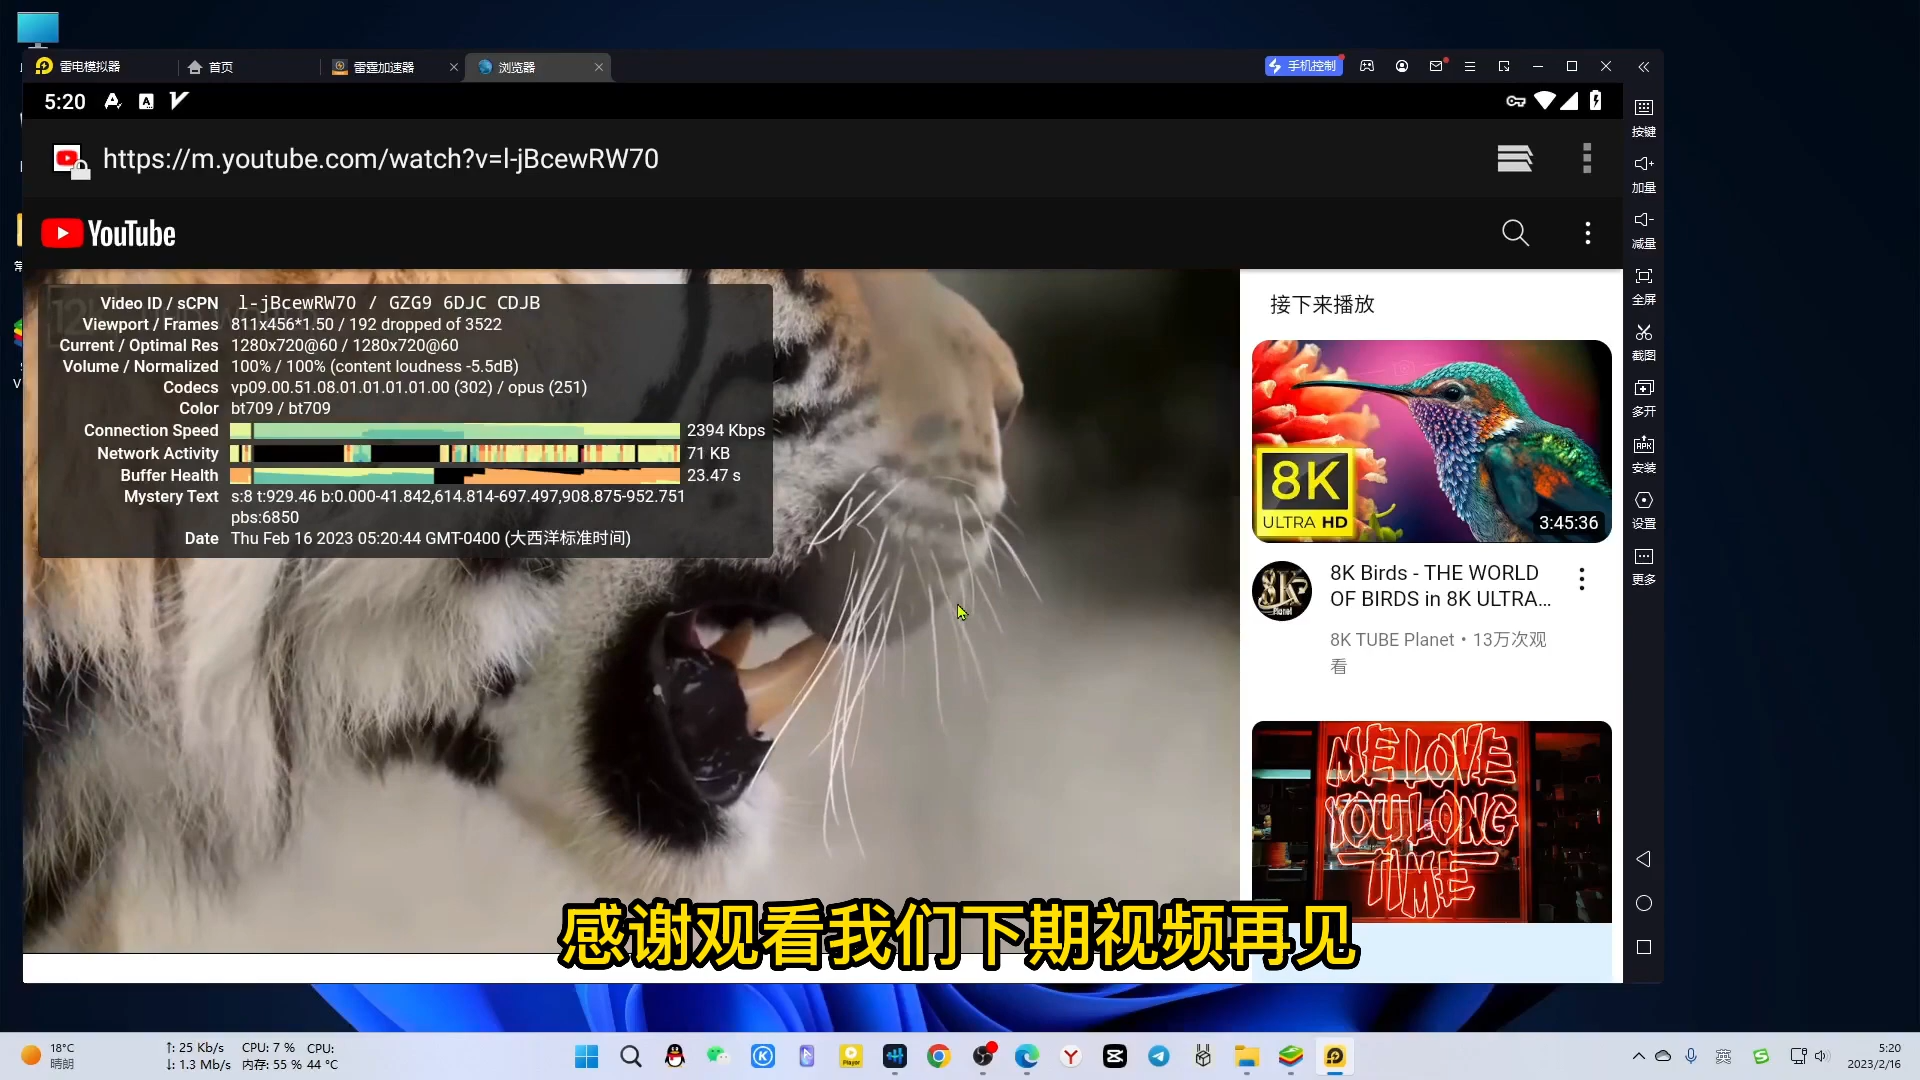 雷电模拟器
首页
雷霆加速器
浏览器
手机控制
5:20
https://m.youtube.com/watch?v=l-jBcewRW70
YouTube
Video ID / sCPN l-jBcewRW70 / GZG9 6DJC CDJB
Viewport / Frames 811x456*1.50 / 192 dropped of 3522
Current / Optimal Res 1280x720@60 / 1280x720@60
Volume / Normalized 100% / 100% (content loudness -5.5dB)
Codecs vp09.00.51.08.01.01.01.01.00 (302) / opus (251)
Color bt709 / bt709
Connection Speed 2394 Kbps
Network Activity 71 KB
Buffer Health 23.47 s
Mystery Text s:8 t:929.46 b:0.000-41.842,614.814-697.497,908.875-952.751
pbs:6850
Date Thu Feb 16 2023 05:20:44 GMT-0400 (大西洋标准时间)
接下来播放
8K
ULTRA HD
3:45:36
8K Birds - THE WORLD
OF BIRDS in 8K ULTRA...
8K TUBE Planet • 13万次观
看
ME LOVE
YOU LONG
TIME
按键
加量
减量
全屏
截图
多开
安装
设置
更多
感谢观看我们下期视频再见
18°C
晴朗
↑: 25 Kb/s CPU: 7 % CPU:
↓: 1.3 Mb/s 内存: 55 % 44 °C
英
5:20
2023/2/16